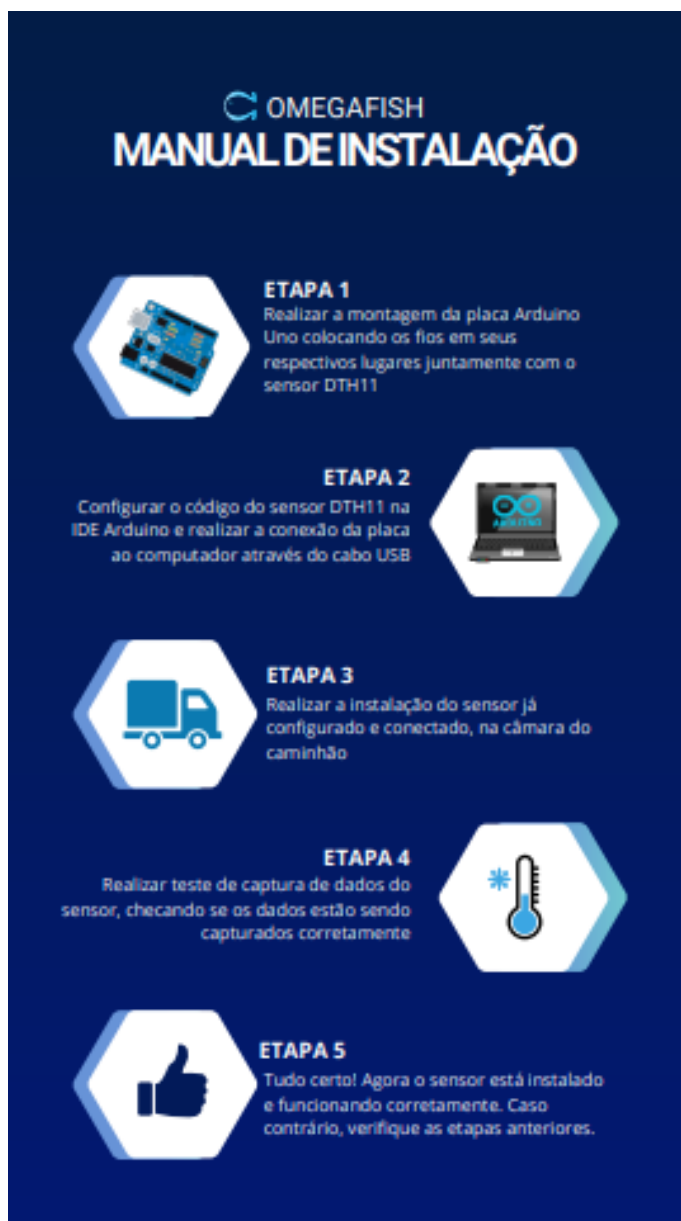 OMEGAFISH
MANUAL DE INSTALAÇÃO
ETAPA 1
Realizar a montagem da placa Arduino
Uno colocando os fios em seus
respectivos lugares juntamente com o
sensor DTH11
ETAPA 2
Configurar o código do sensor DTH11 na
IDE Arduino e realizar a conexão da placa
ao computador através do cabo USB
ARDUINO
ETAPA 3
Realizar a instalação do sensor já
configurado e conectado, na câmara do
caminhão
ETAPA 4
Realizar teste de captura de dados do
sensor, checando se os dados estão sendo
capturados corretamente
ETAPA 5
Tudo certo! Agora o sensor está instalado
e funcionando corretamente. Caso
contrário, verifique as etapas anteriores.